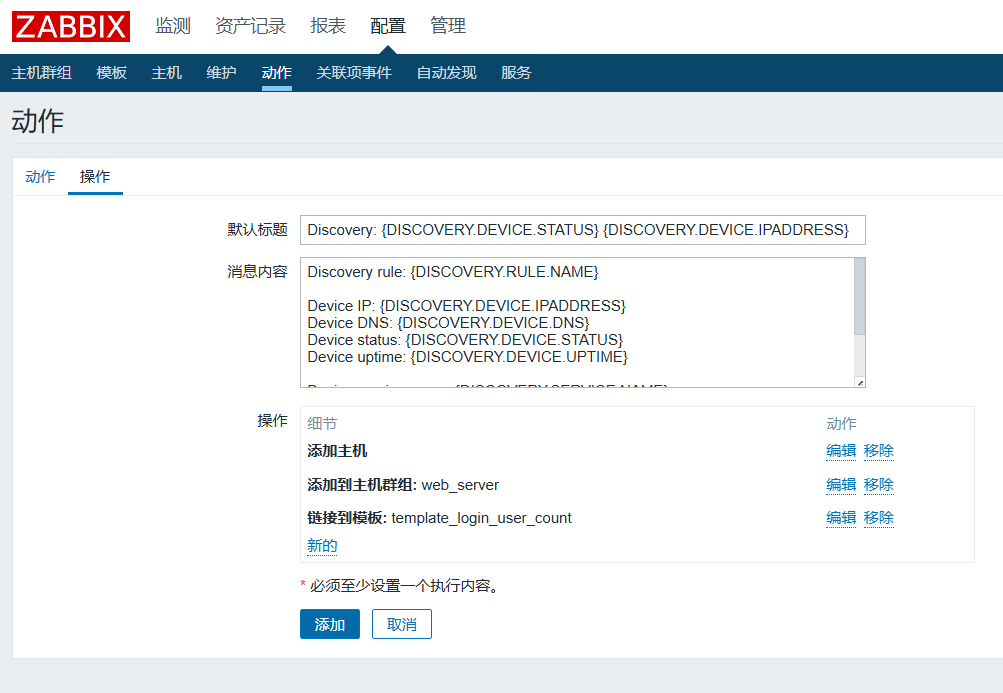 ZABBIX 监测 资产记录 报表 配置 管理
主机群组 模板 主机 维护 动作 关联项事件 自动发现 服务
动作
动作 操作
默认标题 Discovery: {DISCOVERY.DEVICE.STATUS} {DISCOVERY.DEVICE.IPADDRESS}
消息内容 Discovery rule: {DISCOVERY.RULE.NAME}
Device IP: {DISCOVERY.DEVICE.IPADDRESS}
Device DNS: {DISCOVERY.DEVICE.DNS}
Device status: {DISCOVERY.DEVICE.STATUS}
Device uptime: {DISCOVERY.DEVICE.UPTIME}
{DISCOVERY.SERVICE.NAME}
操作 细节 动作
添加主机 编辑 移除
添加到主机群组: web_server 编辑 移除
链接到模板: template_login_user_count 编辑 移除
新的
* 必须至少设置一个执行内容。
添加 取消